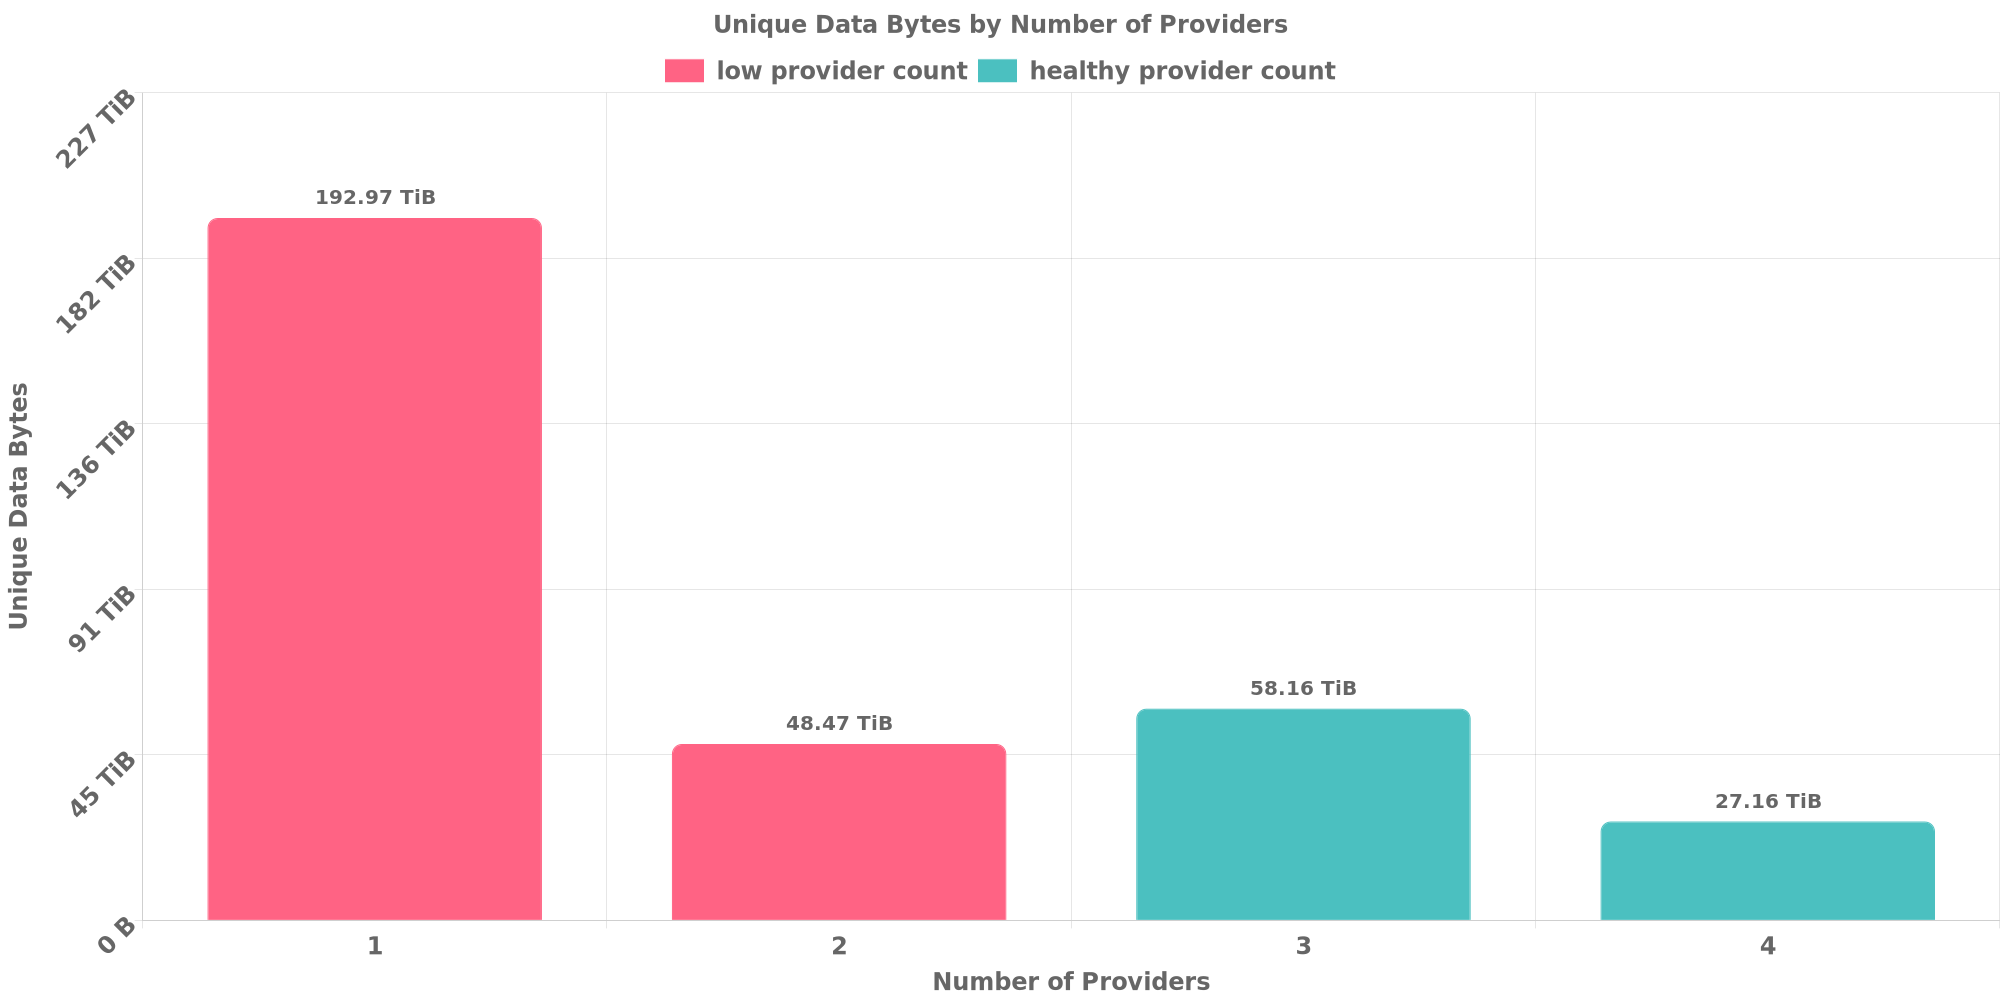 Unique Data Bytes by Number of Providers
low provider count healthy provider count
227 TiB
182 TiB
136 TiB
91 TiB
45 TiB
0 B
Unique Data Bytes
192.97 TiB
48.47 TiB
58.16 TiB
27.16 TiB
1 2 3 4
Number of Providers